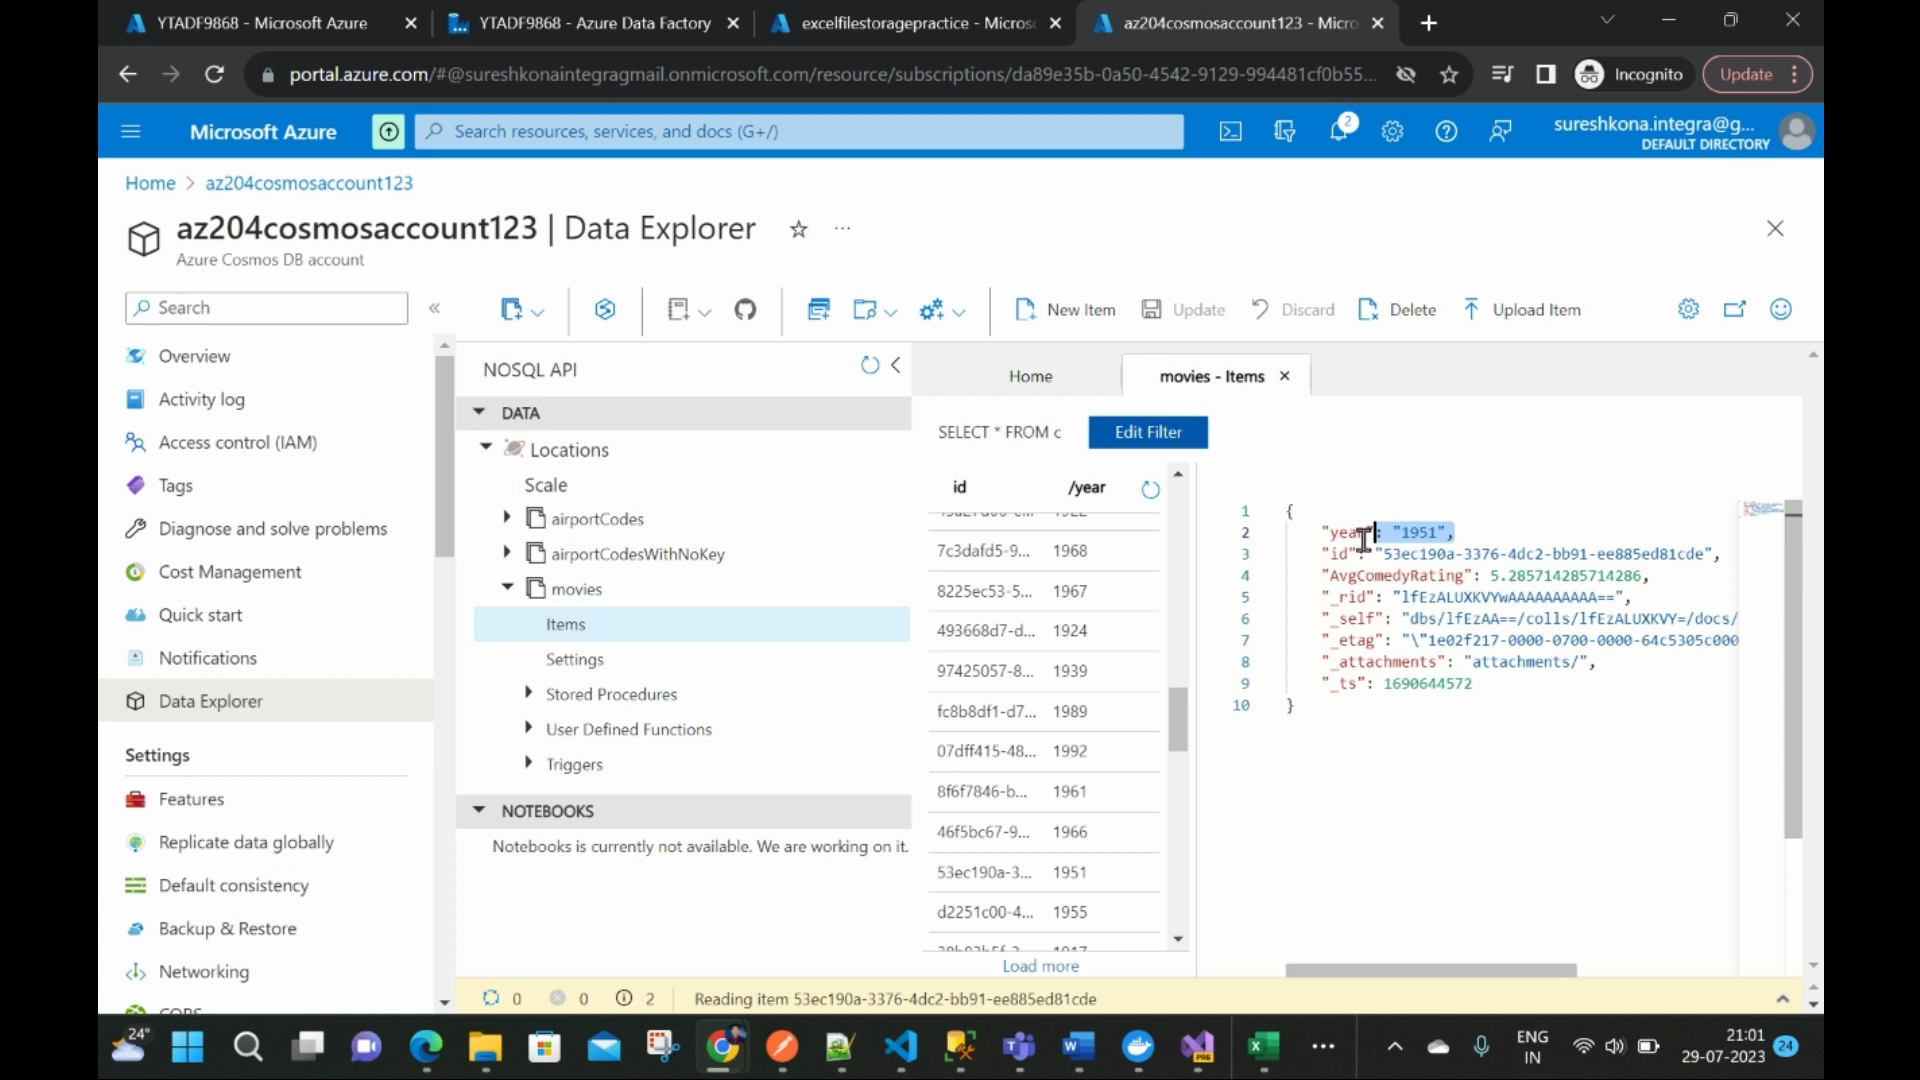 YTADF9868 - Microsoft Azure
YTADF9868 - Azure Data Factory
excelfilestoragepractice - Micros
az204cosmosaccount123 - Micro
portal.azure.com/#@sureshkonaintegragmail.onmicrosoft.com/resource/subscriptions/da89e35b-0a50-4542-9129-994481cf0b55...
Incognito
Update
Microsoft Azure
Search resources, services, and docs (G+/)
2
sureshkona.integra@g...
DEFAULT DIRECTORY
Home > az204cosmosaccount123
az204cosmosaccount123 | Data Explorer
Azure Cosmos DB account
Search
New Item
Update
Discard
Delete
Upload Item
Overview
Activity log
Access control (IAM)
Tags
Diagnose and solve problems
Cost Management
Quick start
Notifications
Data Explorer
Settings
Features
Replicate data globally
Default consistency
Backup & Restore
Networking
CORS
NOSQL API
DATA
Locations
Scale
airportCodes
airportCodesWithNoKey
movies
Items
Settings
Stored Procedures
User Defined Functions
Triggers
NOTEBOOKS
Notebooks is currently not available. We are working on it.
Home
movies - Items
SELECT * FROM c
Edit Filter
id /year
7c3dafd5-9... 1968
8225ec53-5... 1967
493668d7-d... 1924
97425057-8... 1939
fc8b8df1-d7... 1989
07dff415-48... 1992
8f6f7846-b... 1961
46f5bc67-9... 1966
53ec190a-3... 1951
d2251c00-4... 1955
Load more
1 {
2 "year": "1951",
3 "id": "53ec190a-3376-4dc2-bb91-ee885ed81cde",
4 "AvgComedyRating": 5.285714285714286,
5 "_rid": "lfEzALUXKVYwAAAAAAAAAA==",
6 "_self": "dbs/lfEzAA==/colls/lfEzALUXKVY=/docs/
7 "_etag": "\"1e02f217-0000-0700-0000-64c5305c000
8 "_attachments": "attachments/",
9 "_ts": 1690644572
10 }
0 0 2 Reading item 53ec190a-3376-4dc2-bb91-ee885ed81cde
24°
ENG
IN
21:01
29-07-2023
24